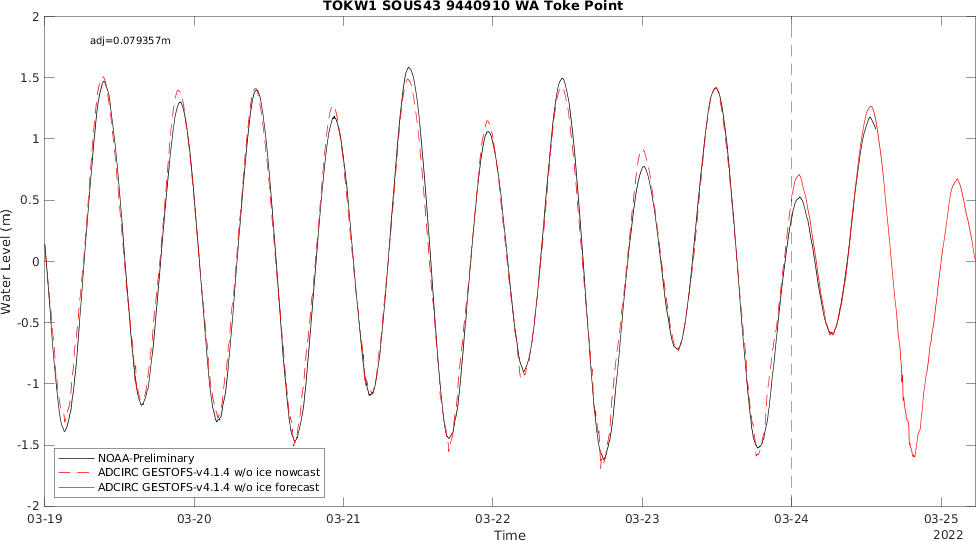 TOKW1 SOUS43 9440910 WA Toke Point
adj=0.079357m
Water Level (m)
2
1.5
1
0.5
0
-0.5
-1
-1.5
-2
NOAA-Preliminary
ADCIRC GESTOFS-v4.1.4 w/o ice nowcast
ADCIRC GESTOFS-v4.1.4 w/o ice forecast
03-19 03-20 03-21 03-22 03-23 03-24 03-25
Time
2022